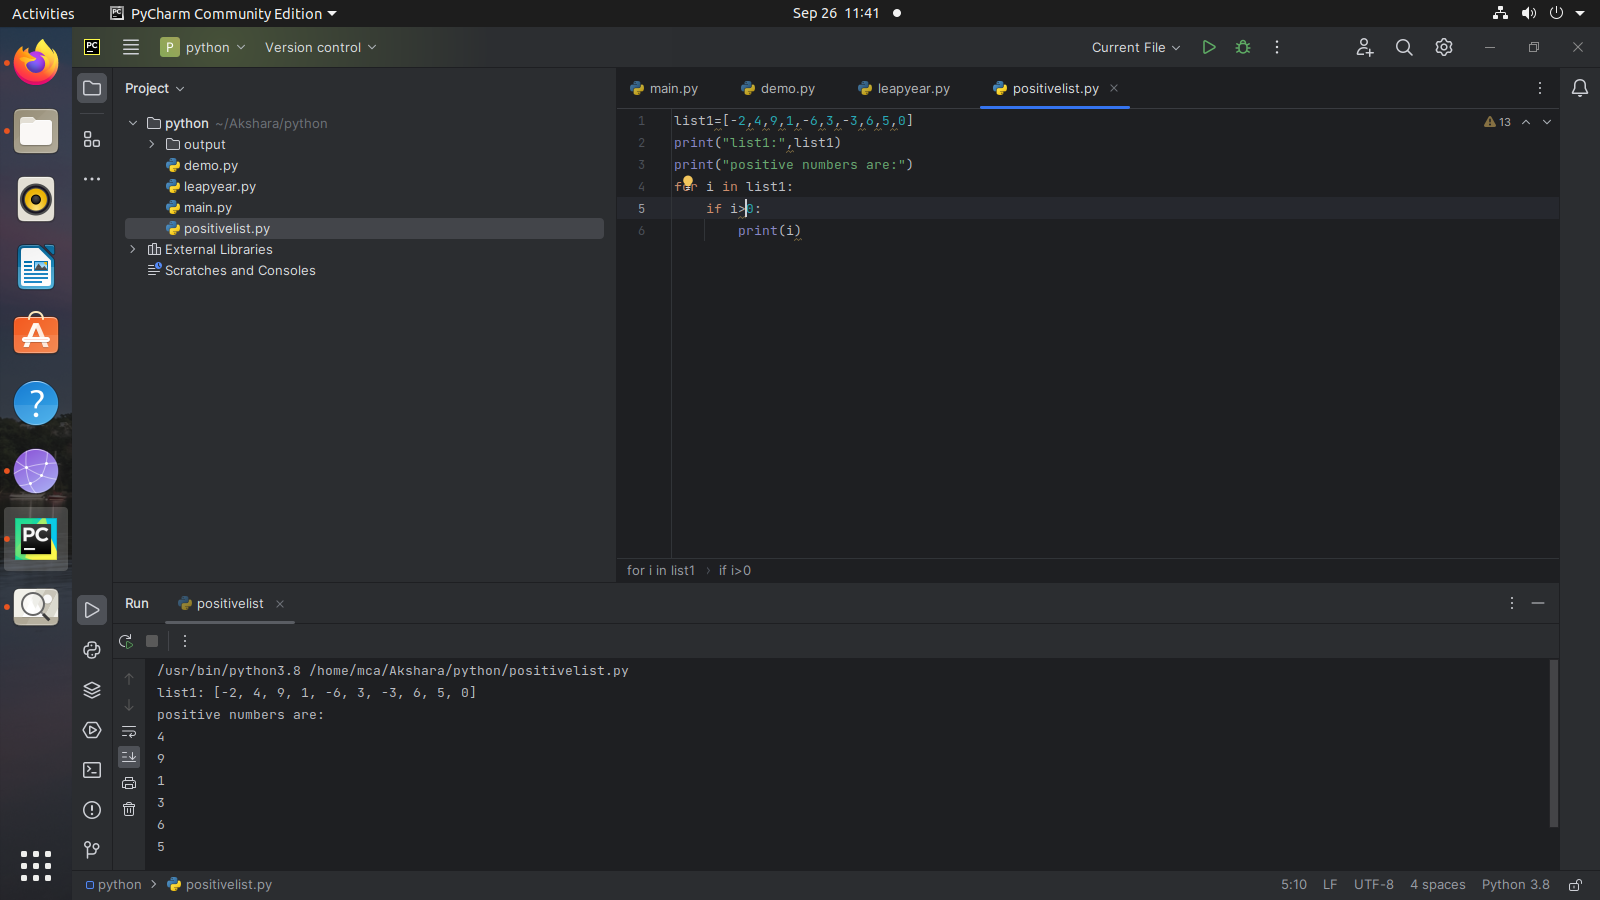 Activities PyCharm Community Edition Sep 26 11:41
PC P python Version control Current File
Project main.py demo.py leapyear.py positivelist.py
python ~/Akshara/python
output
demo.py
leapyear.py
main.py
positivelist.py
External Libraries
Scratches and Consoles
1 list1=[-2,4,9,1,-6,3,-3,6,5,0] 13
2 print("list1:",list1)
3 print("positive numbers are:")
4 for i in list1:
5 if i>0:
6 print(i)
for i in list1 › if i>0
PC
Run positivelist
/usr/bin/python3.8 /home/mca/Akshara/python/positivelist.py
list1: [-2, 4, 9, 1, -6, 3, -3, 6, 5, 0]
positive numbers are:
4
9
1
3
6
5
python > positivelist.py 5:10 LF UTF-8 4 spaces Python 3.8